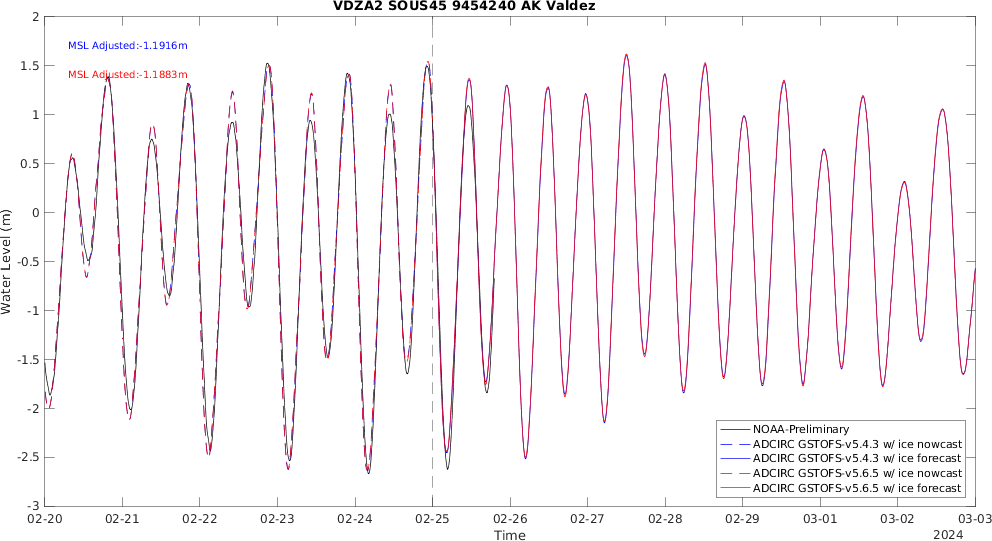 VDZA2 SOUS45 9454240 AK Valdez
MSL Adjusted:-1.1916m
MSL Adjusted:-1.1883m
Water Level (m)
2
1.5
1
0.5
0
-0.5
-1
-1.5
-2
-2.5
-3
NOAA-Preliminary
ADCIRC GSTOFS-v5.4.3 w/ ice nowcast
ADCIRC GSTOFS-v5.4.3 w/ ice forecast
ADCIRC GSTOFS-v5.6.5 w/ ice nowcast
ADCIRC GSTOFS-v5.6.5 w/ ice forecast
02-20 02-21 02-22 02-23 02-24 02-25 02-26 02-27 02-28 02-29 03-01 03-02 03-03
Time
2024